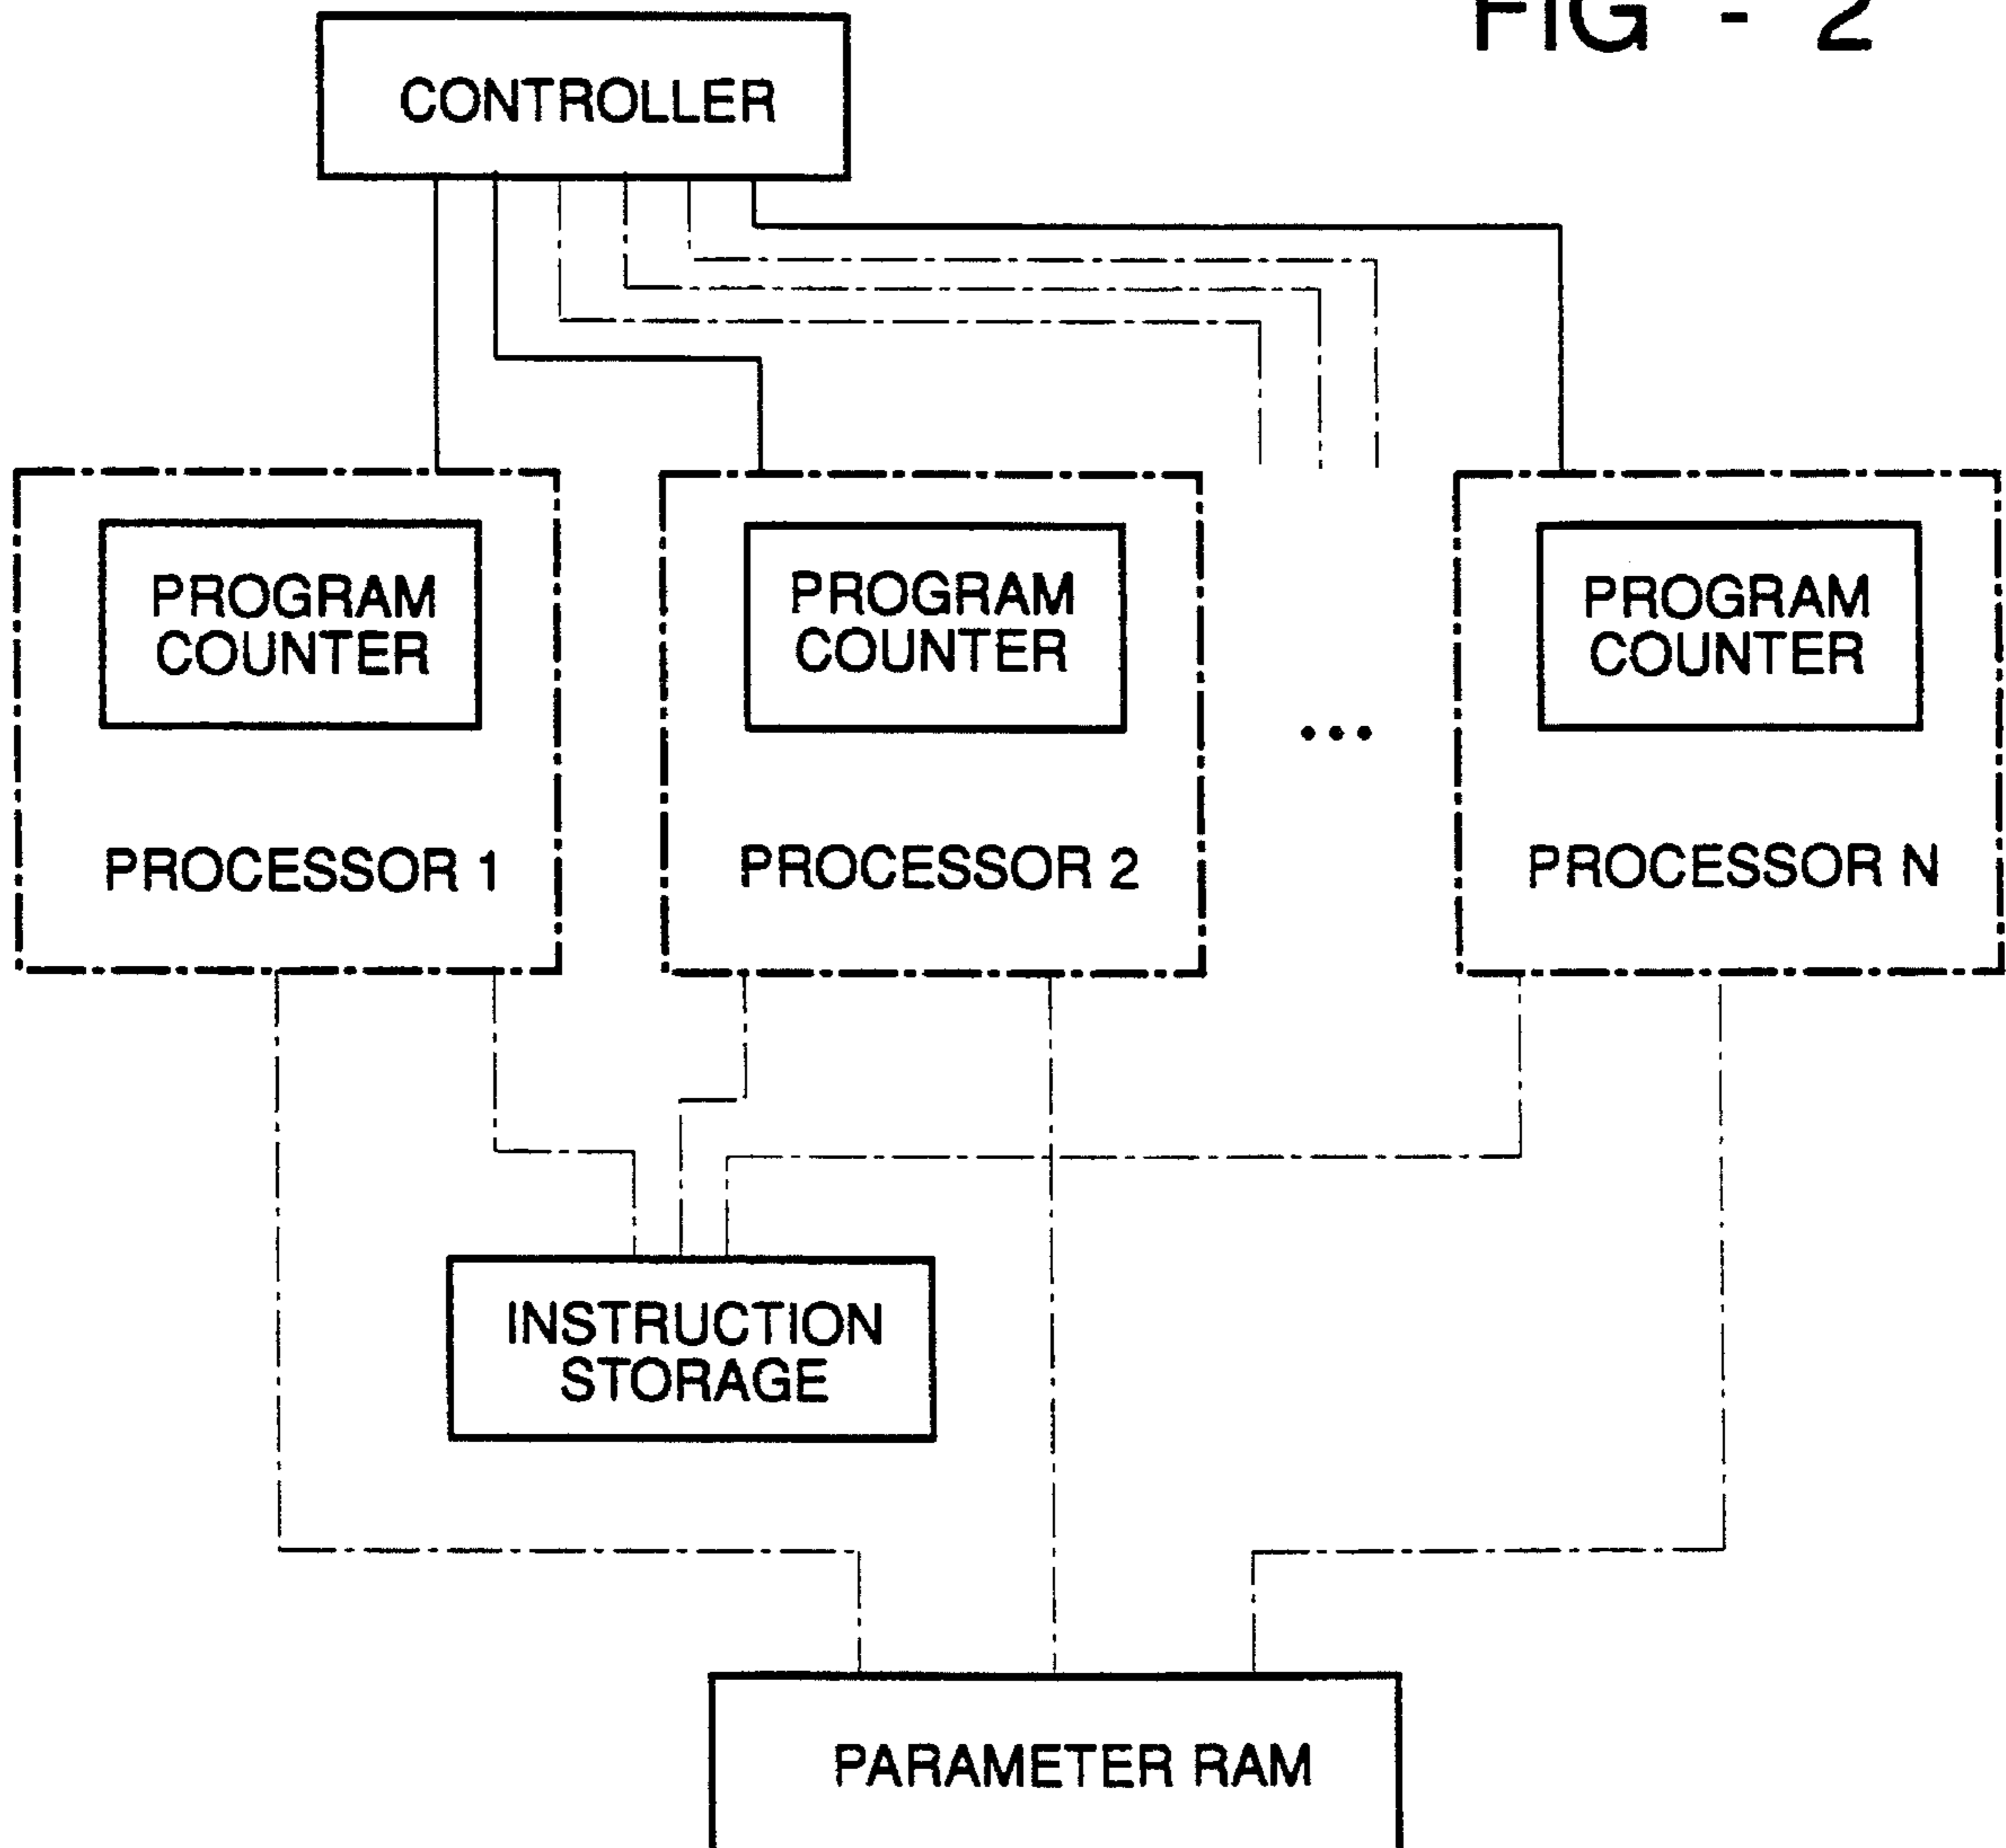 FIG - 2
CONTROLLER
PROGRAM
COUNTER
PROCESSOR 1
PROGRAM
COUNTER
PROCESSOR 2
...
PROGRAM
COUNTER
PROCESSOR N
INSTRUCTION
STORAGE
PARAMETER RAM